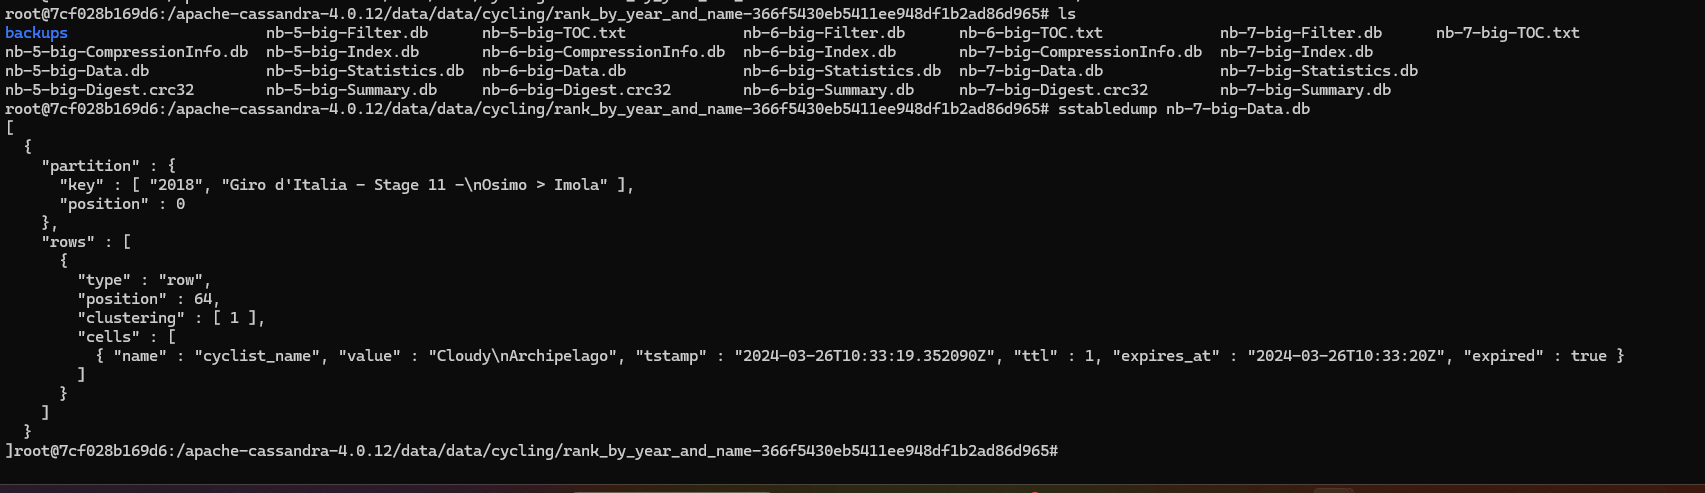 root@7cf028b169d6:/apache-cassandra-4.0.12/data/data/cycling/rank_by_year_and_name-366f5430eb5411ee948df1b2ad86d965# ls
backups                      nb-5-big-Filter.db      nb-5-big-TOC.txt             nb-6-big-Filter.db      nb-6-big-TOC.txt             nb-7-big-Filter.db      nb-7-big-TOC.txt
nb-5-big-CompressionInfo.db  nb-5-big-Index.db       nb-6-big-CompressionInfo.db  nb-6-big-Index.db       nb-7-big-CompressionInfo.db  nb-7-big-Index.db
nb-5-big-Data.db             nb-5-big-Statistics.db  nb-6-big-Data.db             nb-6-big-Statistics.db  nb-7-big-Data.db             nb-7-big-Statistics.db
nb-5-big-Digest.crc32        nb-5-big-Summary.db     nb-6-big-Digest.crc32        nb-6-big-Summary.db     nb-7-big-Digest.crc32        nb-7-big-Summary.db
root@7cf028b169d6:/apache-cassandra-4.0.12/data/data/cycling/rank_by_year_and_name-366f5430eb5411ee948df1b2ad86d965# sstabledump nb-7-big-Data.db
[
  {
    "partition" : {
      "key" : [ "2018", "Giro d'Italia - Stage 11 -\nOsimo > Imola" ],
      "position" : 0
    },
    "rows" : [
      {
        "type" : "row",
        "position" : 64,
        "clustering" : [ 1 ],
        "cells" : [
          { "name" : "cyclist_name", "value" : "Cloudy\nArchipelago", "tstamp" : "2024-03-26T10:33:19.352090Z", "ttl" : 1, "expires_at" : "2024-03-26T10:33:20Z", "expired" : true }
        ]
      }
    ]
  }
]root@7cf028b169d6:/apache-cassandra-4.0.12/data/data/cycling/rank_by_year_and_name-366f5430eb5411ee948df1b2ad86d965#